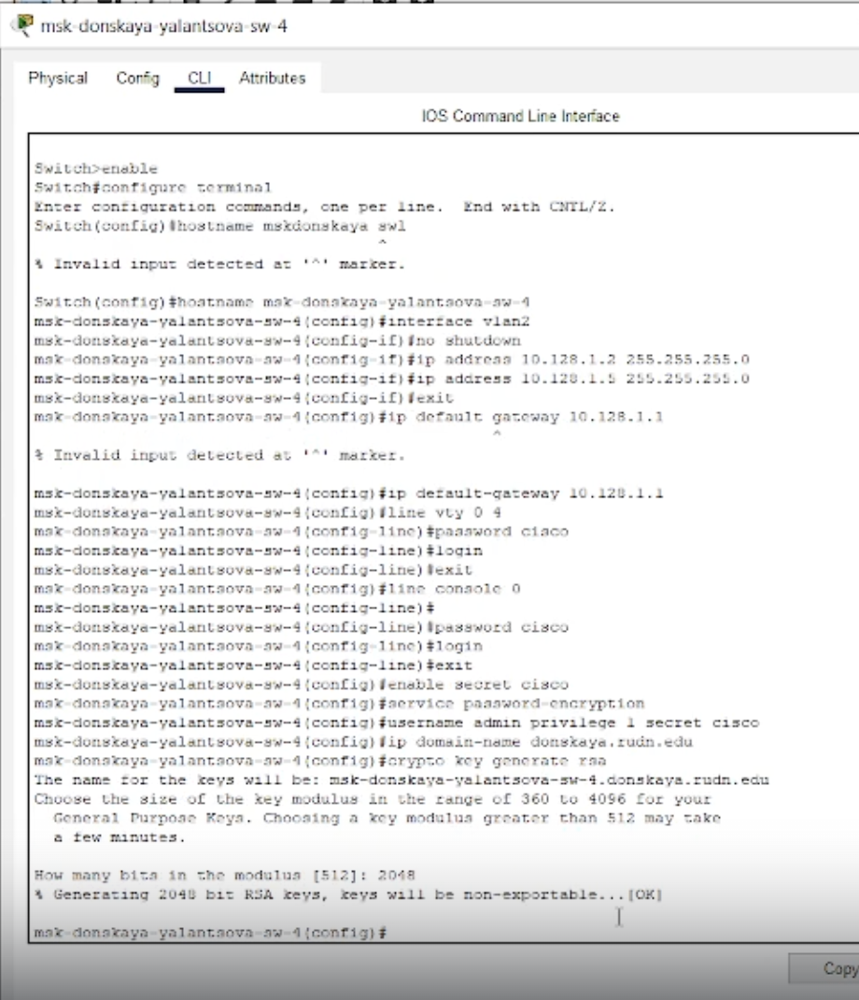 msk-donskaya-yalantsova-sw-4
Physical Config CLI Attributes
IOS Command Line Interface
Switch>enable
Switch#configure terminal
Enter configuration commands, one per line. End with CNTL/Z.
Switch(config)#hostname mskdonskaya sw1
^
% Invalid input detected at '^' marker.
Switch(config)#hostname msk-donskaya-yalantsova-sw-4
msk-donskaya-yalantsova-sw-4(config)#interface vlan2
msk-donskaya-yalantsova-sw-4(config-if)#no shutdown
msk-donskaya-yalantsova-sw-4(config-if)#ip address 10.128.1.2 255.255.255.0
msk-donskaya-yalantsova-sw-4(config-if)#ip address 10.128.1.5 255.255.255.0
msk-donskaya-yalantsova-sw-4(config-if)#exit
msk-donskaya-yalantsova-sw-4(config)#ip default gateway 10.128.1.1
^
% Invalid input detected at '^' marker.
msk-donskaya-yalantsova-sw-4(config)#ip default-gateway 10.128.1.1
msk-donskaya-yalantsova-sw-4(config)#line vty 0 4
msk-donskaya-yalantsova-sw-4(config-line)#password cisco
msk-donskaya-yalantsova-sw-4(config-line)#login
msk-donskaya-yalantsova-sw-4(config-line)#exit
msk-donskaya-yalantsova-sw-4(config)#line console 0
msk-donskaya-yalantsova-sw-4(config-line)#
msk-donskaya-yalantsova-sw-4(config-line)#password cisco
msk-donskaya-yalantsova-sw-4(config-line)#login
msk-donskaya-yalantsova-sw-4(config-line)#exit
msk-donskaya-yalantsova-sw-4(config)#enable secret cisco
msk-donskaya-yalantsova-sw-4(config)#service password-encryption
msk-donskaya-yalantsova-sw-4(config)#username admin privilege 1 secret cisco
msk-donskaya-yalantsova-sw-4(config)#ip domain-name donskaya.rudn.edu
msk-donskaya-yalantsova-sw-4(config)#crypto key generate rsa
The name for the keys will be: msk-donskaya-yalantsova-sw-4.donskaya.rudn.edu
Choose the size of the key modulus in the range of 360 to 4096 for your
General Purpose Keys. Choosing a key modulus greater than 512 may take
a few minutes.
How many bits in the modulus [512]: 2048
% Generating 2048 bit RSA keys, keys will be non-exportable...[OK]
msk-donskaya-yalantsova-sw-4(config)#
Copy